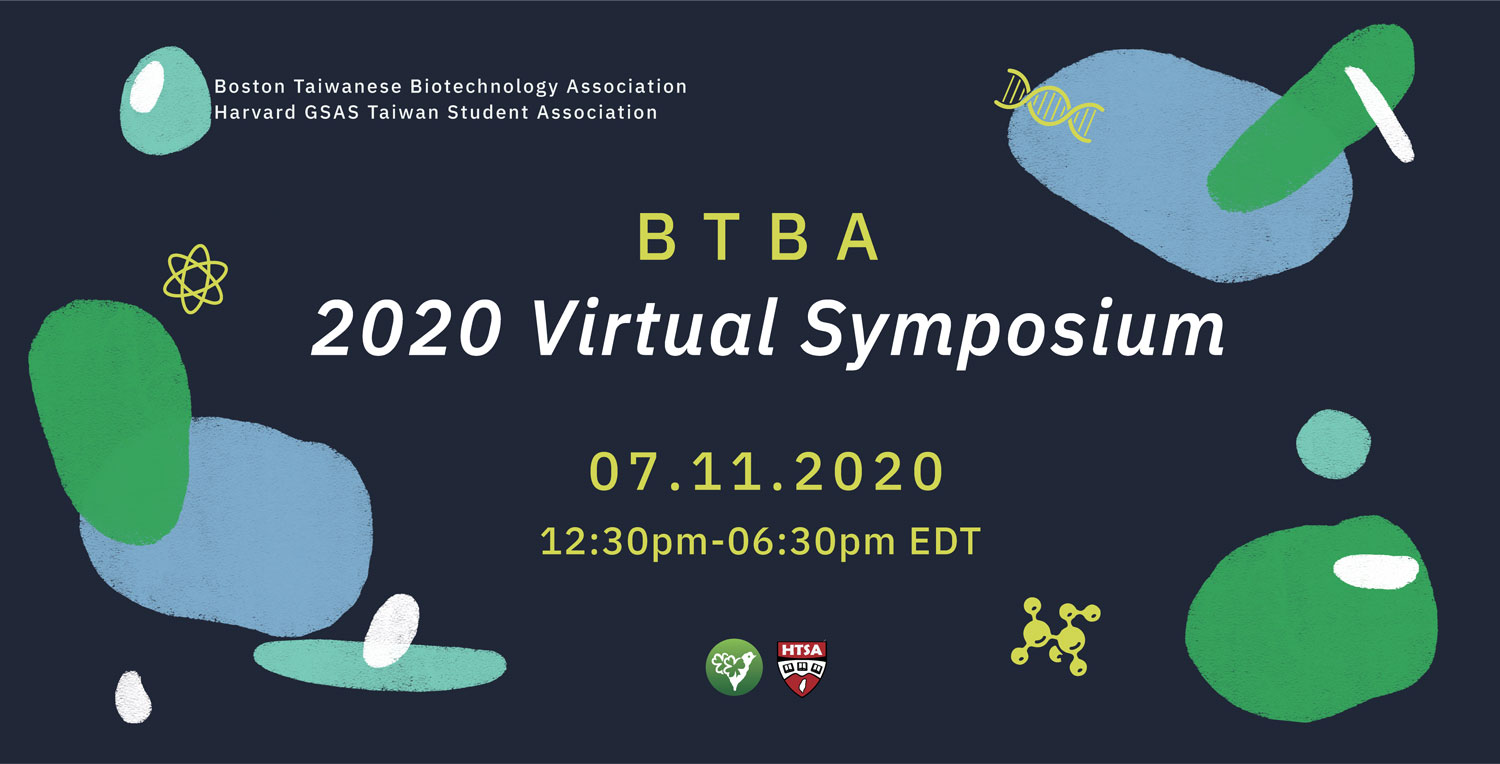 Boston Taiwanese Biotechnology Association
Harvard GSAS Taiwan Student Association
BTBA
2020 Virtual Symposium
07.11.2020
12:30pm-06:30pm EDT
HTSA